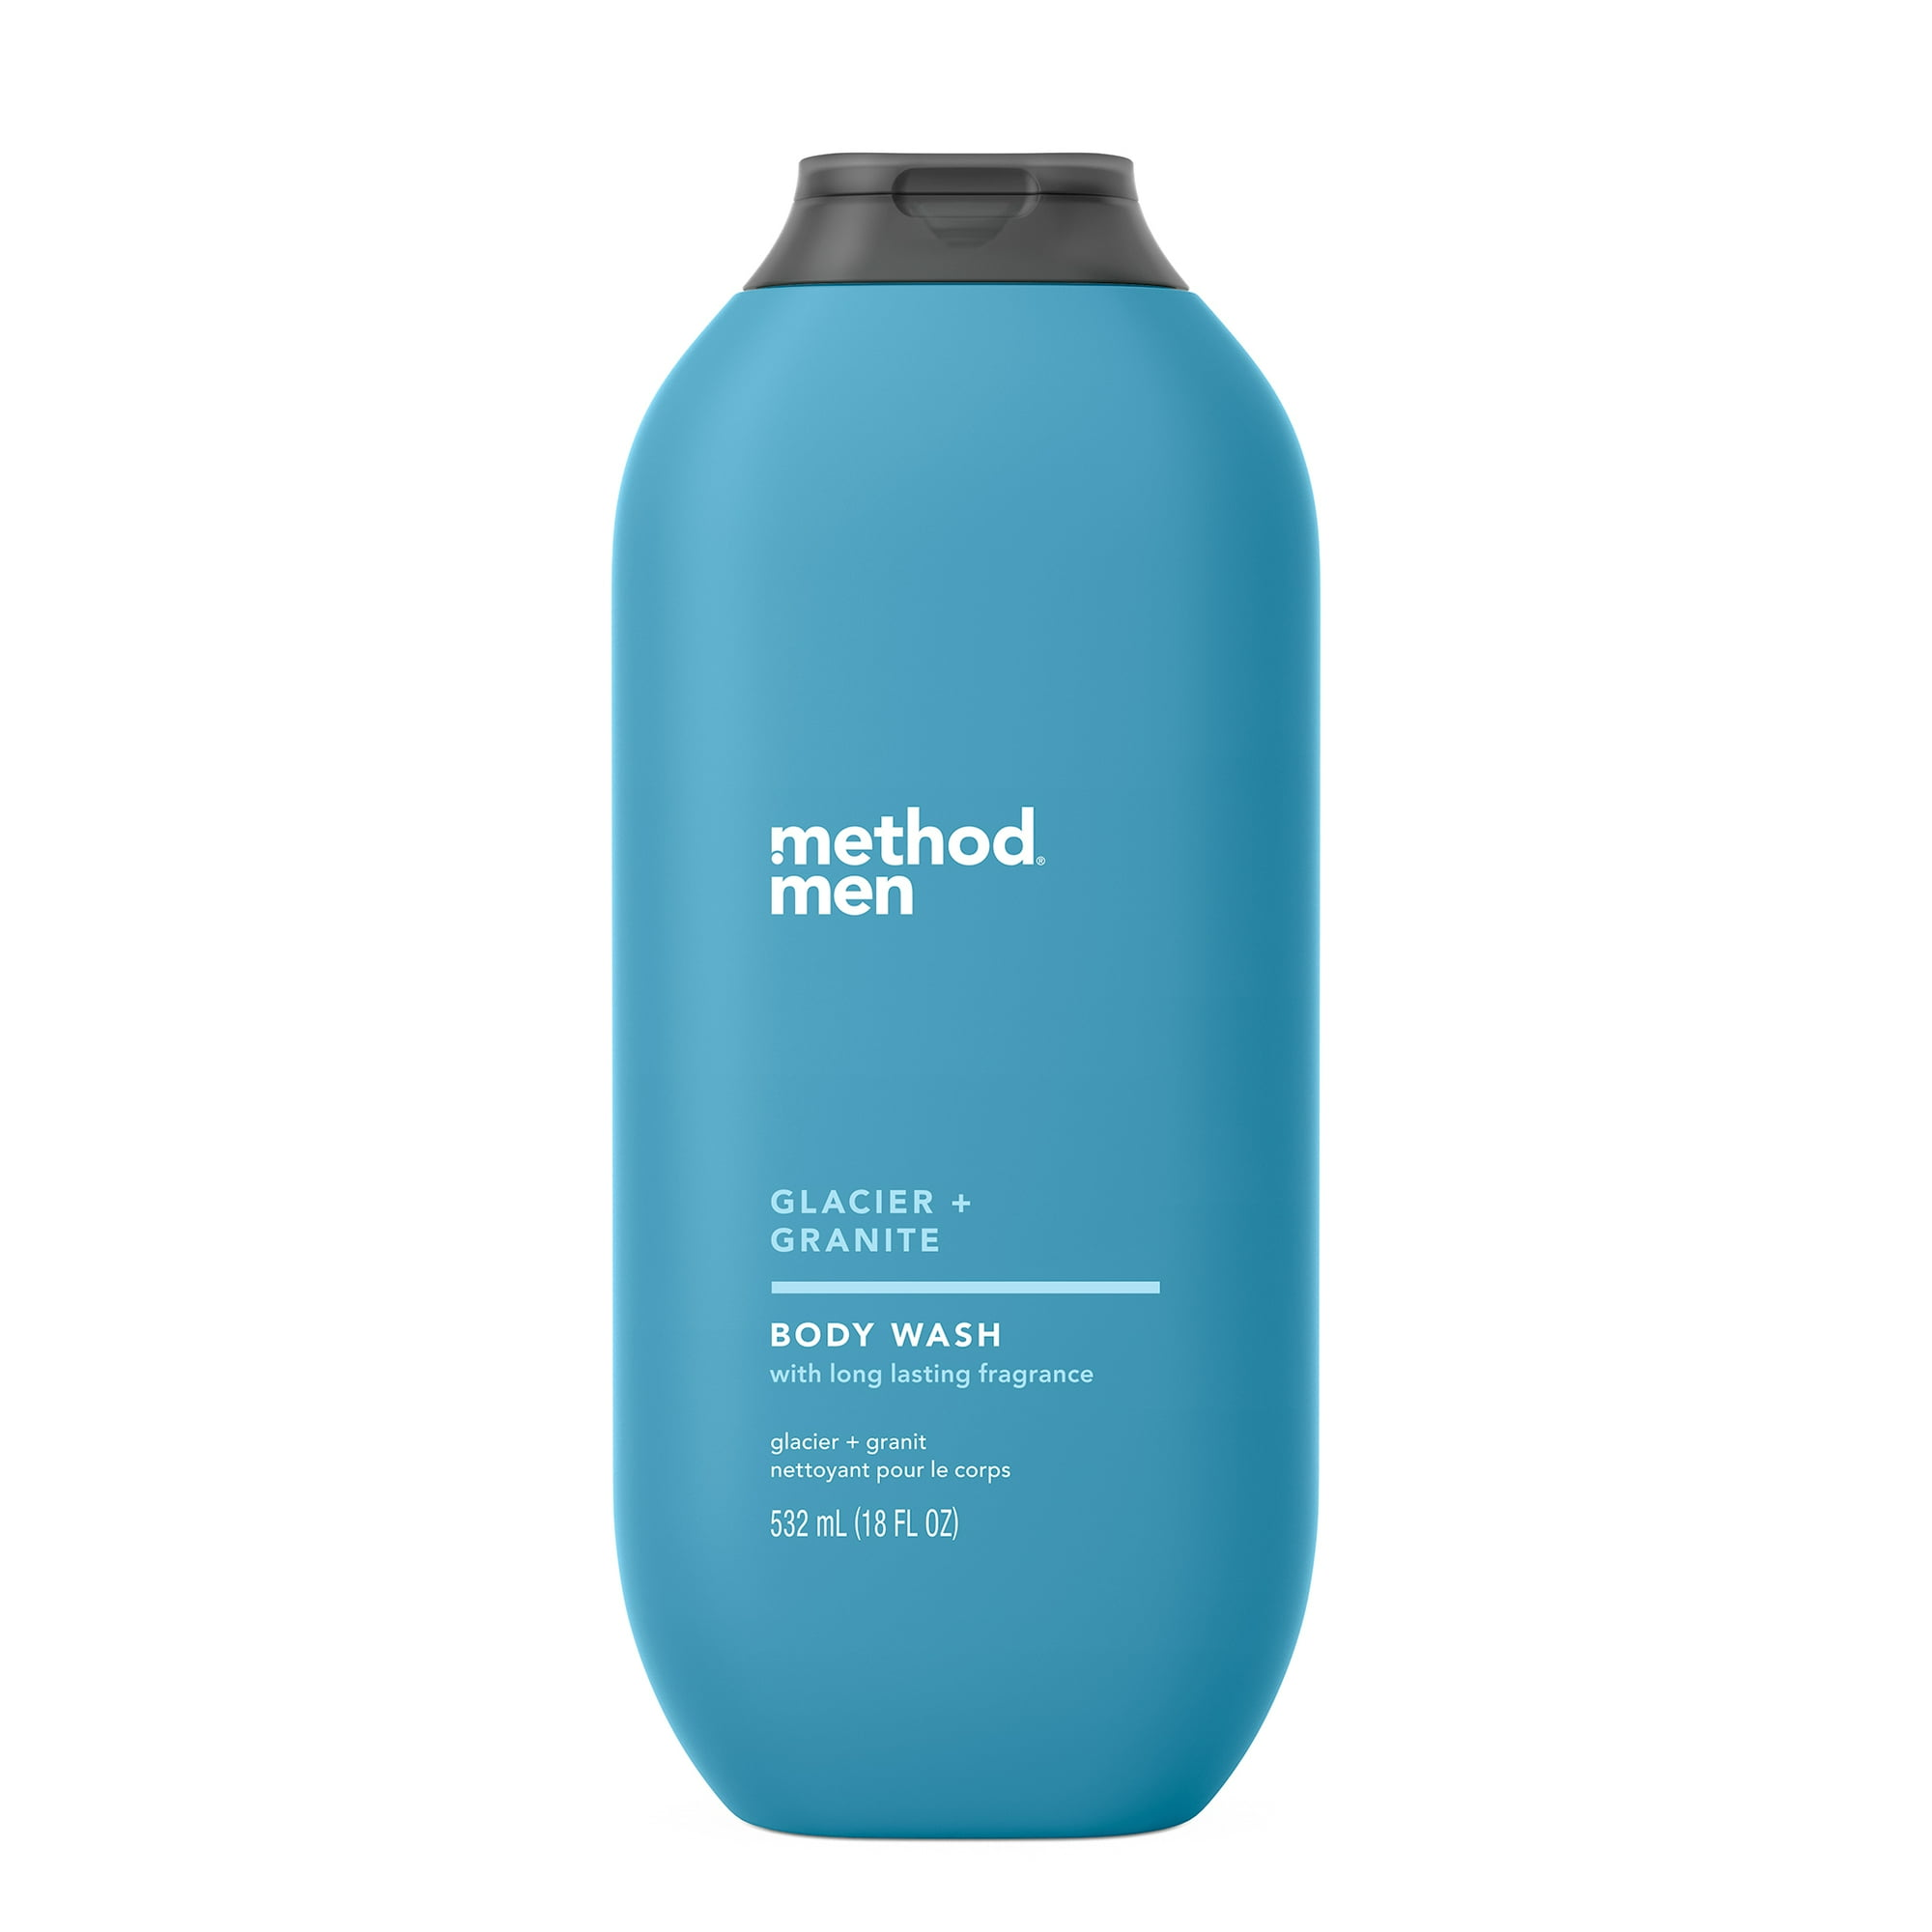 method®
men
GLACIER +
GRANITE
BODY WASH
with long lasting fragrance
glacier + granit
nettoyant pour le corps
532 mL (18 FL OZ)